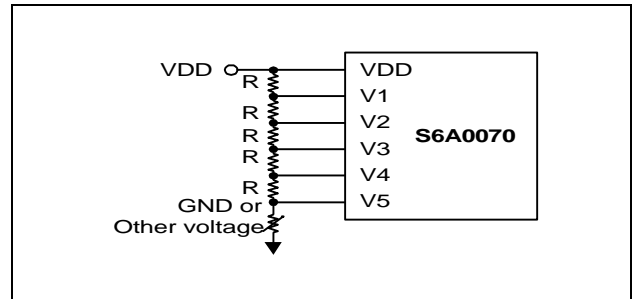 VDD VDD
R
V1
R
V2
R
S6A0070
V3
R
V4
R
V5
GND or
Other voltage